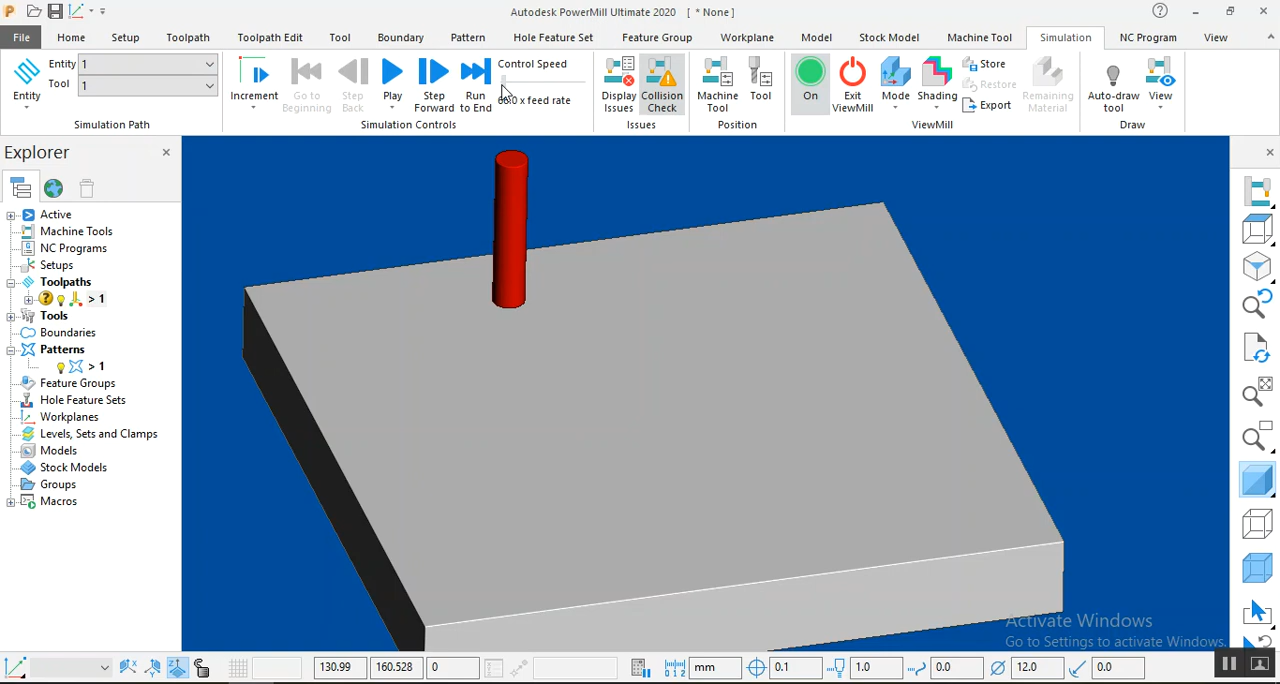 Autodesk PowerMill Ultimate 2020 [ * None ]
File Home Setup Toolpath Toolpath Edit Tool Boundary Pattern Hole Feature Set Feature Group Workplane Model Stock Model Machine Tool Simulation NC Program View
Entity 1
Tool 1
Entity
Simulation Path
Increment
Go to Beginning
Step Back
Play
Step Forward
Run to End
Control Speed
x feed rate
Simulation Controls
Display Issues
Collision Check
Issues
Machine Tool
Tool
Position
On
Exit ViewMill
Mode
Shading
Store
Restore
Export
Remaining Material
ViewMill
Auto-draw tool
View
Draw
Explorer
Active
Machine Tools
NC Programs
Setups
Toolpaths
> 1
Tools
Boundaries
Patterns
> 1
Feature Groups
Hole Feature Sets
Workplanes
Levels, Sets and Clamps
Models
Stock Models
Groups
Macros
Activate Windows
Go to Settings to activate Windows.
130.99 160.528 0 mm 0.1 1.0 0.0 12.0 0.0